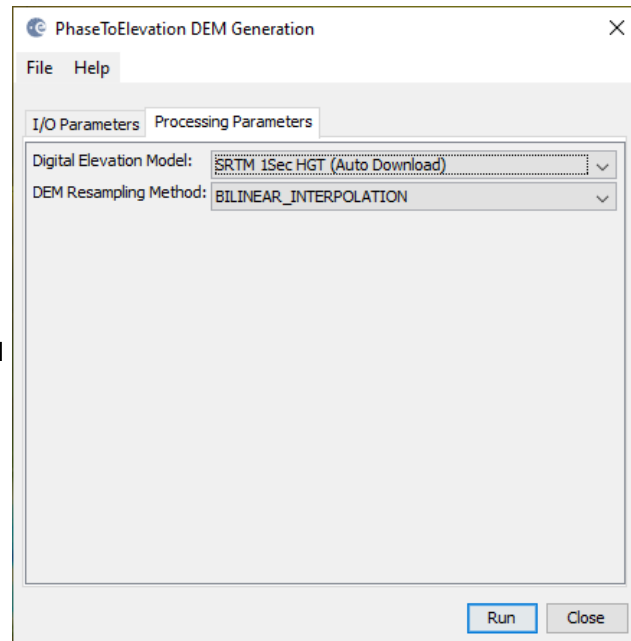 PhaseToElevation DEM Generation
File Help
I/O Parameters Processing Parameters
Digital Elevation Model: SRTM 1Sec HGT (Auto Download)
DEM Resampling Method: BILINEAR_INTERPOLATION
Run Close